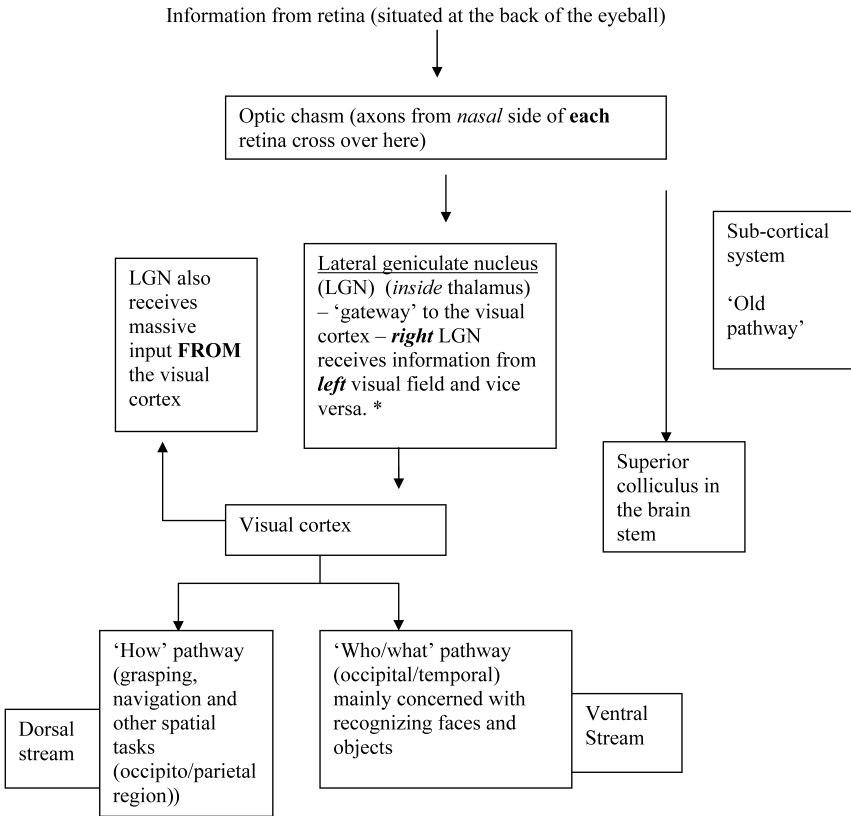 Information from retina (situated at the back of the eyeball)
Optic chasm (axons from nasal side of each
retina cross over here)
Sub-cortical
system
‘Old
pathway’
LGN also
receives
massive
input FROM
the visual
cortex
Lateral geniculate nucleus
(LGN) (inside thalamus)
– ‘gateway’ to the visual
cortex – right LGN
receives information from
left visual field and vice
versa. *
Superior
colliculus in
the brain
stem
Visual cortex
‘How’ pathway
(grasping,
navigation and
other spatial
tasks
(occipito/parietal
region))
‘Who/what’ pathway
(occipital/temporal)
mainly concerned with
recognizing faces and
objects
Dorsal
stream
Ventral
Stream